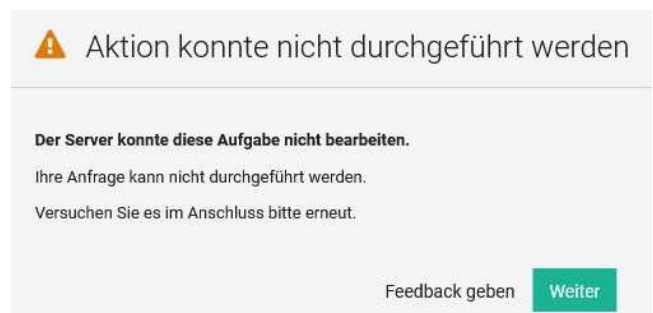 Aktion konnte nicht durchgeführt werden
Der Server konnte diese Aufgabe nicht bearbeiten.
Ihre Anfrage kann nicht durchgeführt werden.
Versuchen Sie es im Anschluss bitte erneut.
Feedback geben Weiter